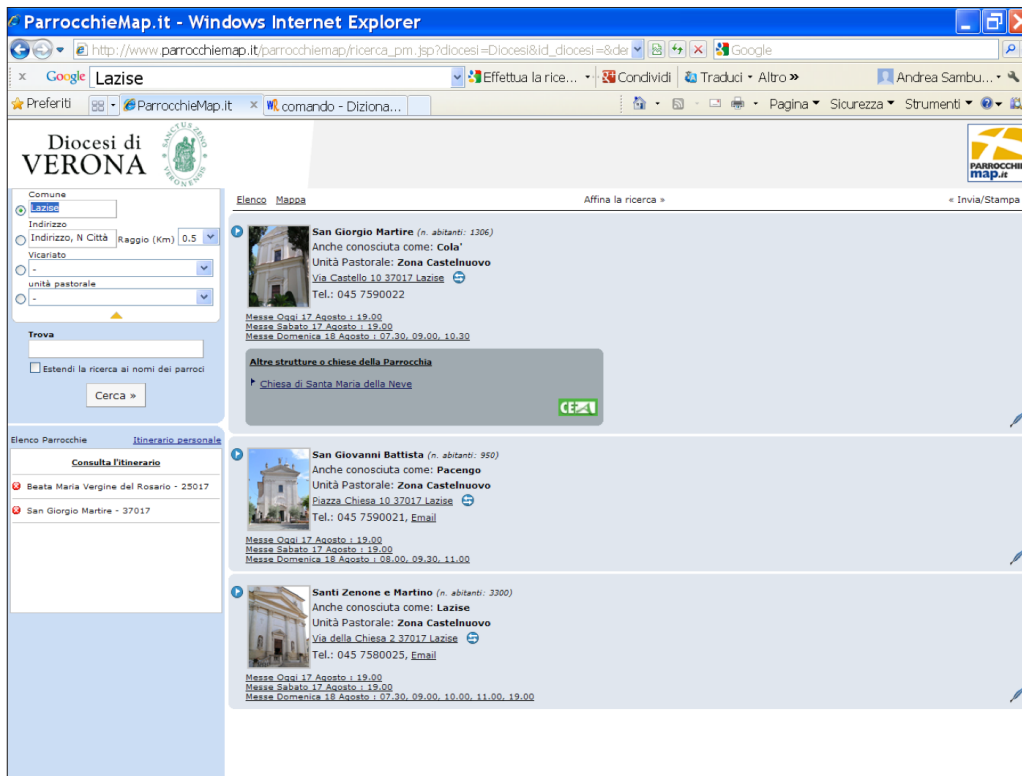 ParrocchieMap.it - Windows Internet Explorer
http://www.parrocchiemap.it/parrocchiemap/ricerca_pm.jsp?diocesi=Diocesi&id_diocesi=&der
Google
x Google Lazise Effettua la rice... Condividi Traduci Altro » Andrea Sambu...
Preferiti ParrocchieMap.it x comando - Diziona... Pagina Sicurezza Strumenti
Diocesi di
VERONA
SANCTUS ZENO
VERONENSIS
PARROCCHIE
map.it
Comune
Lazise
Indirizzo
Indirizzo, N Città Raggio (Km) 0.5
Vicariato
-
unità pastorale
-
Trova
Estendi la ricerca ai nomi dei parroci
Cerca »
Elenco Parrocchie Itinerario personale
Consulta l'itinerario
Beata Maria Vergine del Rosario - 25017
San Giorgio Martire - 37017
Elenco Mappa Affina la ricerca » « Invia/Stampa
San Giorgio Martire (n. abitanti: 1306)
Anche conosciuta come: Cola'
Unità Pastorale: Zona Castelnuovo
Via Castello 10 37017 Lazise
Tel.: 045 7590022
Messe Oggi 17 Agosto : 19.00
Messe Sabato 17 Agosto : 19.00
Messe Domenica 18 Agosto : 07.30, 09.00, 10.30
Altre strutture o chiese della Parrocchia
Chiesa di Santa Maria della Neve
San Giovanni Battista (n. abitanti: 950)
Anche conosciuta come: Pacengo
Unità Pastorale: Zona Castelnuovo
Piazza Chiesa 10 37017 Lazise
Tel.: 045 7590021, Email
Messe Oggi 17 Agosto : 19.00
Messe Sabato 17 Agosto : 19.00
Messe Domenica 18 Agosto : 08.00, 09.30, 11.00
Santi Zenone e Martino (n. abitanti: 3300)
Anche conosciuta come: Lazise
Unità Pastorale: Zona Castelnuovo
Via della Chiesa 2 37017 Lazise
Tel.: 045 7580025, Email
Messe Oggi 17 Agosto : 19.00
Messe Sabato 17 Agosto : 19.00
Messe Domenica 18 Agosto : 07.30, 09.00, 10.00, 11.00, 19.00